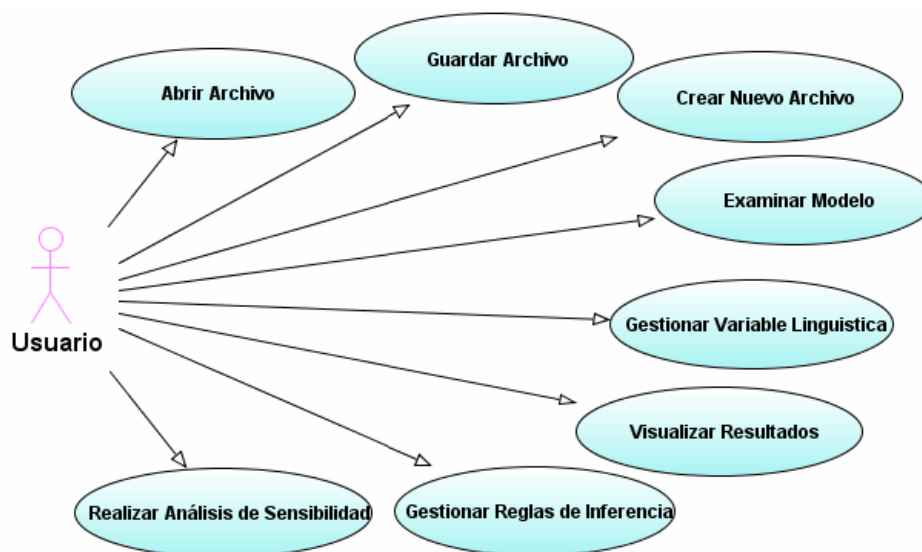 Guardar Archivo
Abrir Archivo
Crear Nuevo Archivo
Examinar Modelo
Gestionar Variable Linguistica
Usuario
Visualizar Resultados
Realizar Análisis de Sensibilidad
Gestionar Reglas de Inferencia